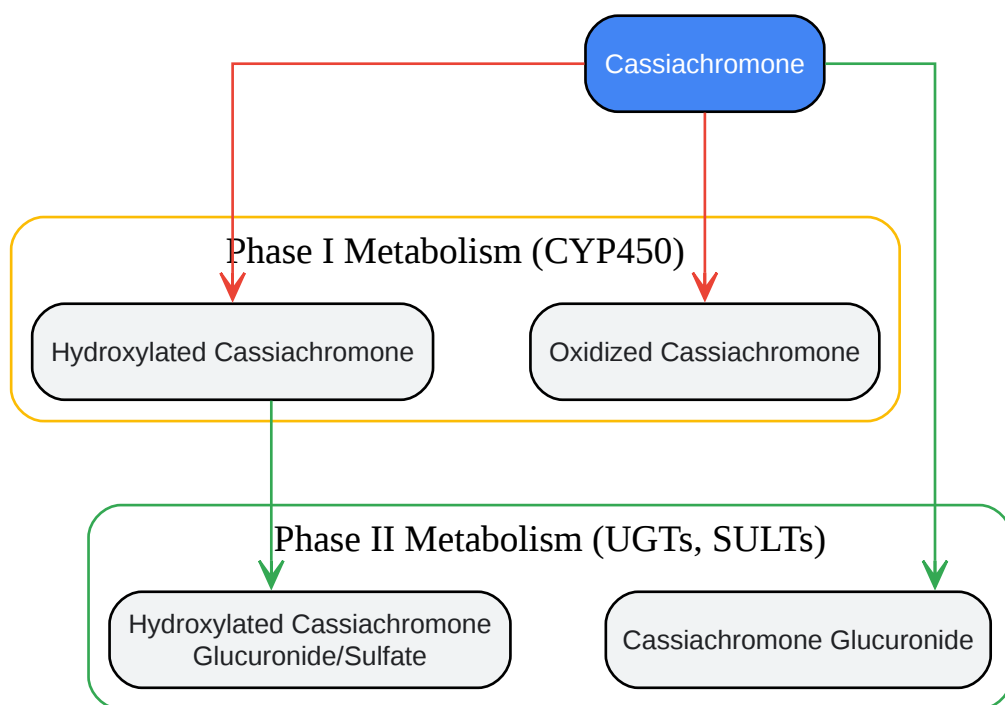 Cassiachromone
Phase I Metabolism (CYP450)
Hydroxylated Cassiachromone
Oxidized Cassiachromone
Phase II Metabolism (UGTs, SULTs)
Hydroxylated Cassiachromone
Glucuronide/Sulfate
Cassiachromone Glucuronide